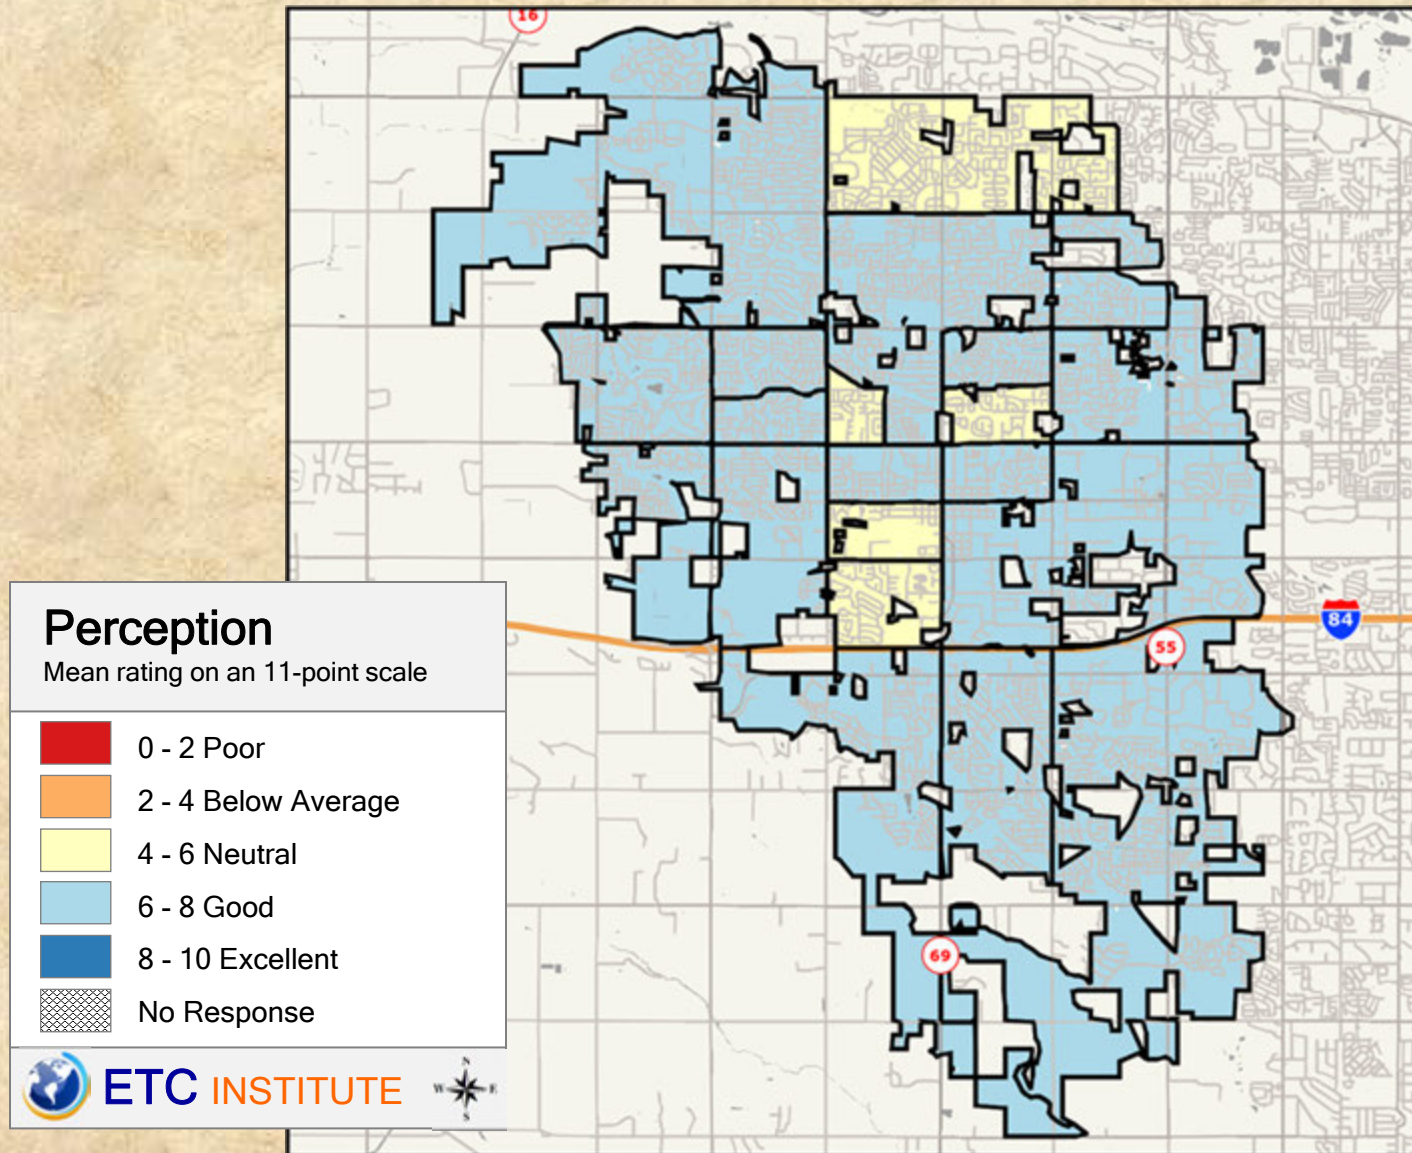 16
84
55
69
Perception
Mean rating on an 11-point scale
0 - 2 Poor
2 - 4 Below Average
4 - 6 Neutral
6 - 8 Good
8 - 10 Excellent
No Response
ETC INSTITUTE
N
W E
S